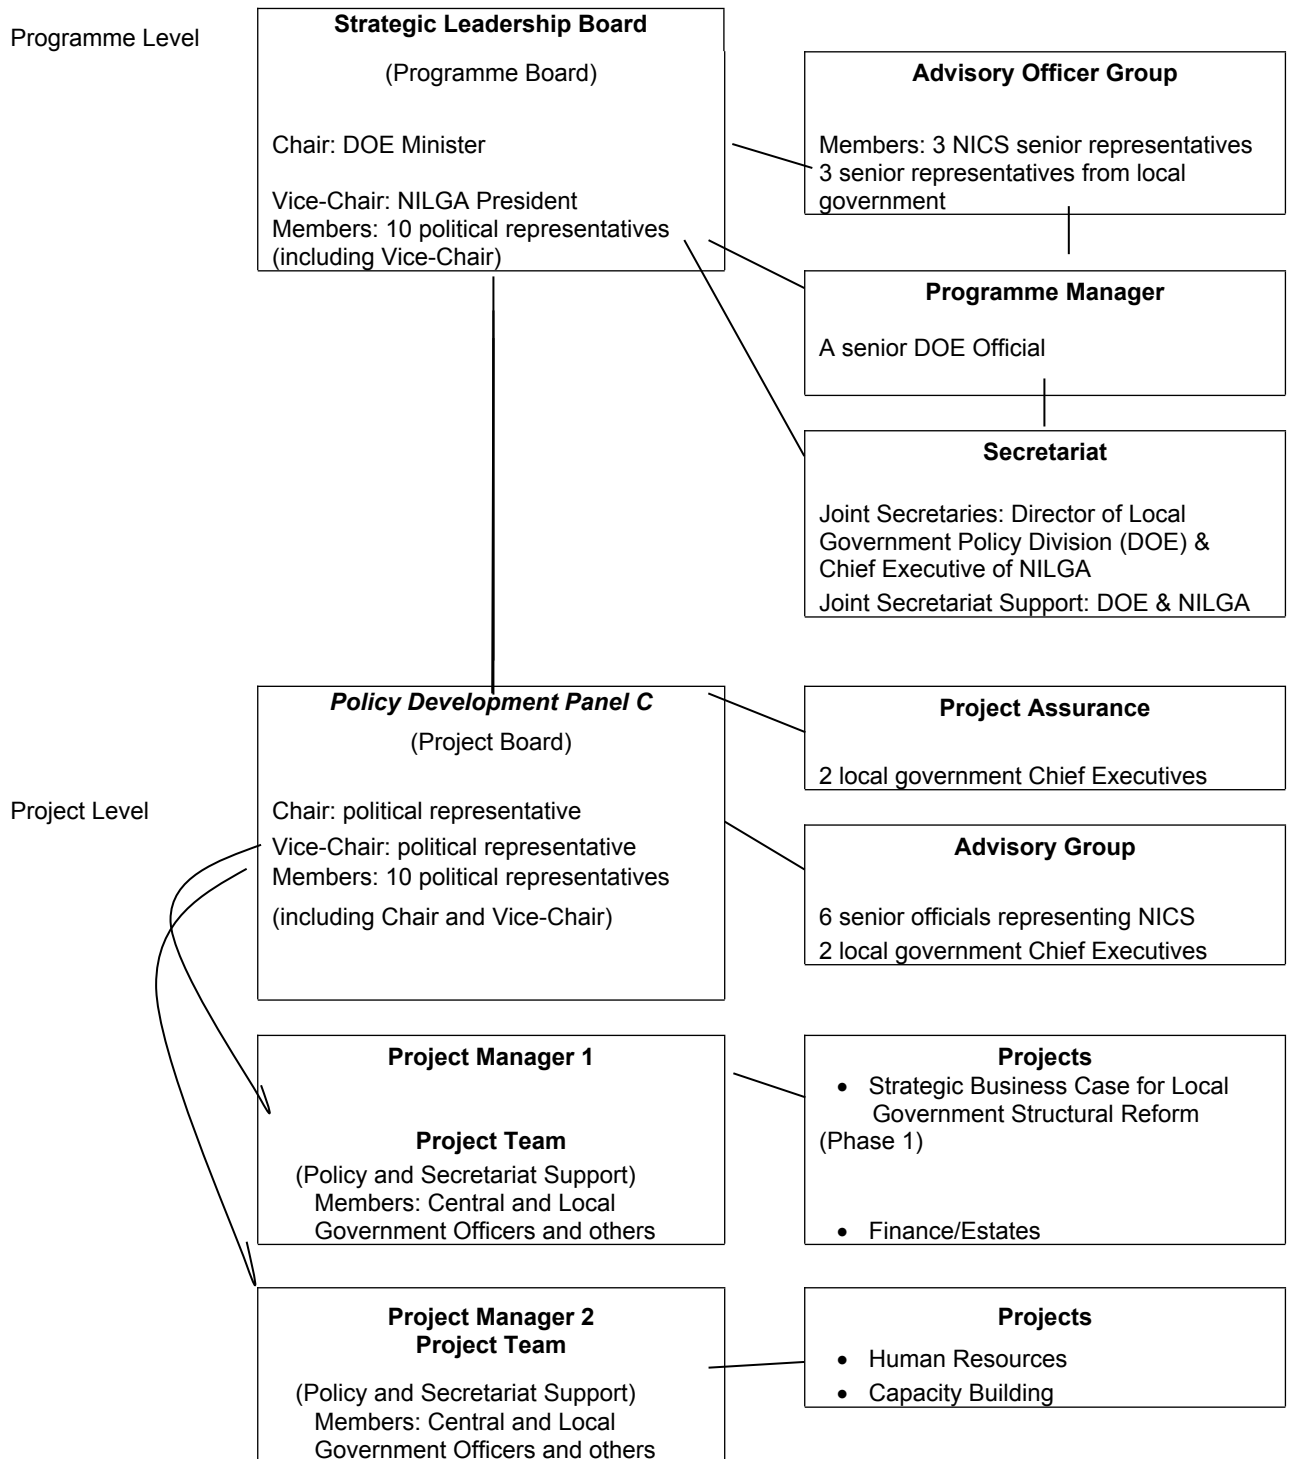 Programme Level
Strategic Leadership Board
(Programme Board)
Chair: DOE Minister
Vice-Chair: NILGA President
Members: 10 political representatives
(including Vice-Chair)
Advisory Officer Group
Members: 3 NICS senior representatives
3 senior representatives from local
government
Programme Manager
A senior DOE Official
Secretariat
Joint Secretaries: Director of Local
Government Policy Division (DOE) &
Chief Executive of NILGA
Joint Secretariat Support: DOE & NILGA
Project Level
Policy Development Panel C
(Project Board)
Chair: political representative
Vice-Chair: political representative
Members: 10 political representatives
(including Chair and Vice-Chair)
Project Assurance
2 local government Chief Executives
Advisory Group
6 senior officials representing NICS
2 local government Chief Executives
Project Manager 1
Project Team
(Policy and Secretariat Support)
Members: Central and Local
Government Officers and others
Projects
• Strategic Business Case for Local
Government Structural Reform
(Phase 1)
• Finance/Estates
Project Manager 2
Project Team
(Policy and Secretariat Support)
Members: Central and Local
Government Officers and others
Projects
• Human Resources
• Capacity Building